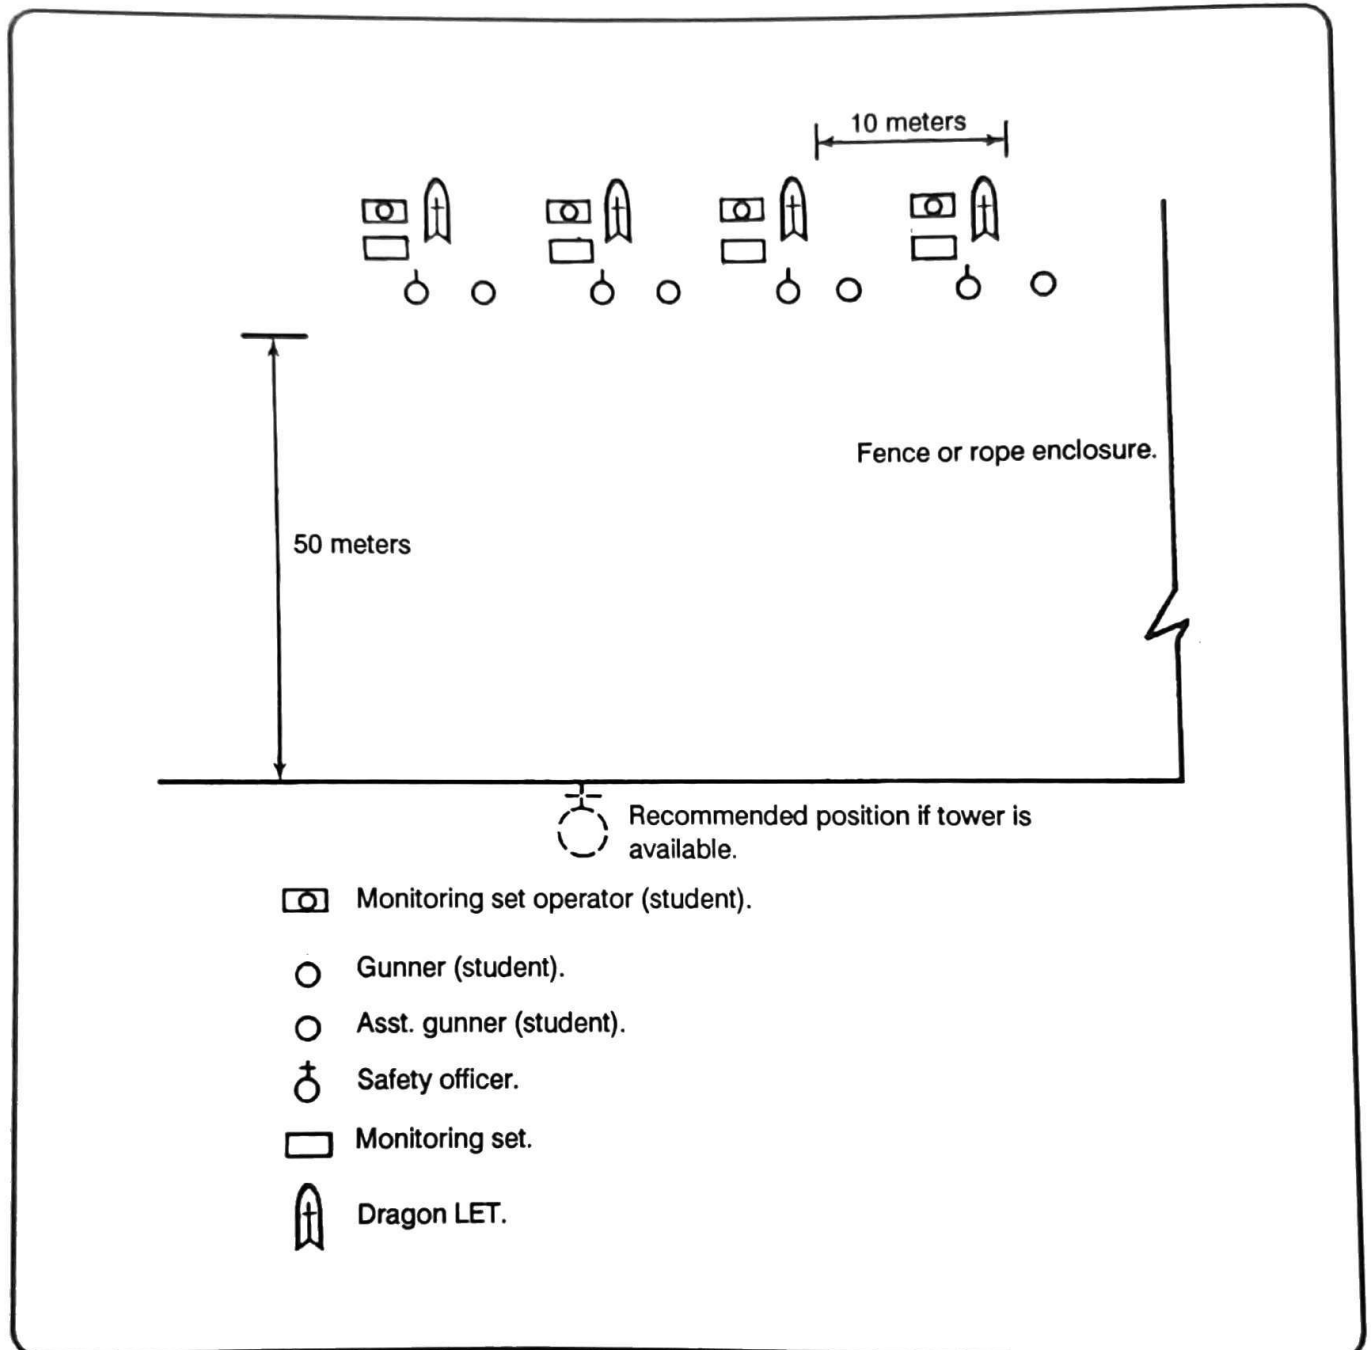 10 meters
Fence or rope enclosure.
50 meters
Recommended position if tower is
available.
Monitoring set operator (student).
Gunner (student).
Asst. gunner (student).
Safety officer.
Monitoring set.
Dragon LET.